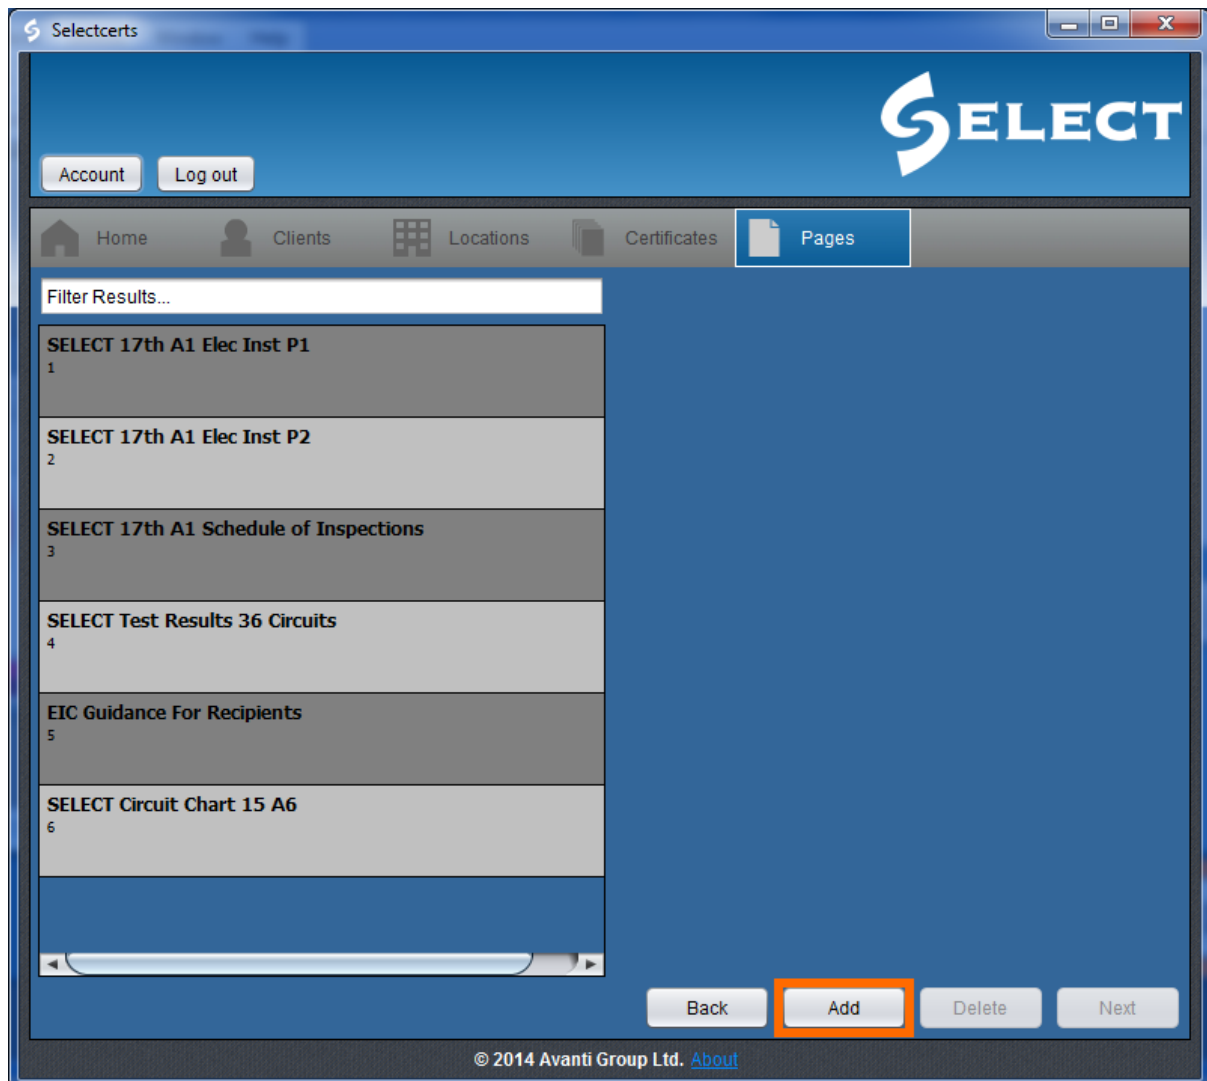 Selectcerts
SELECT
Account Log out
Home Clients Locations Certificates Pages
Filter Results...
SELECT 17th A1 Elec Inst P1
1
SELECT 17th A1 Elec Inst P2
2
SELECT 17th A1 Schedule of Inspections
3
SELECT Test Results 36 Circuits
4
EIC Guidance For Recipients
5
SELECT Circuit Chart 15 A6
6
Back Add Delete Next
© 2014 Avanti Group Ltd. About